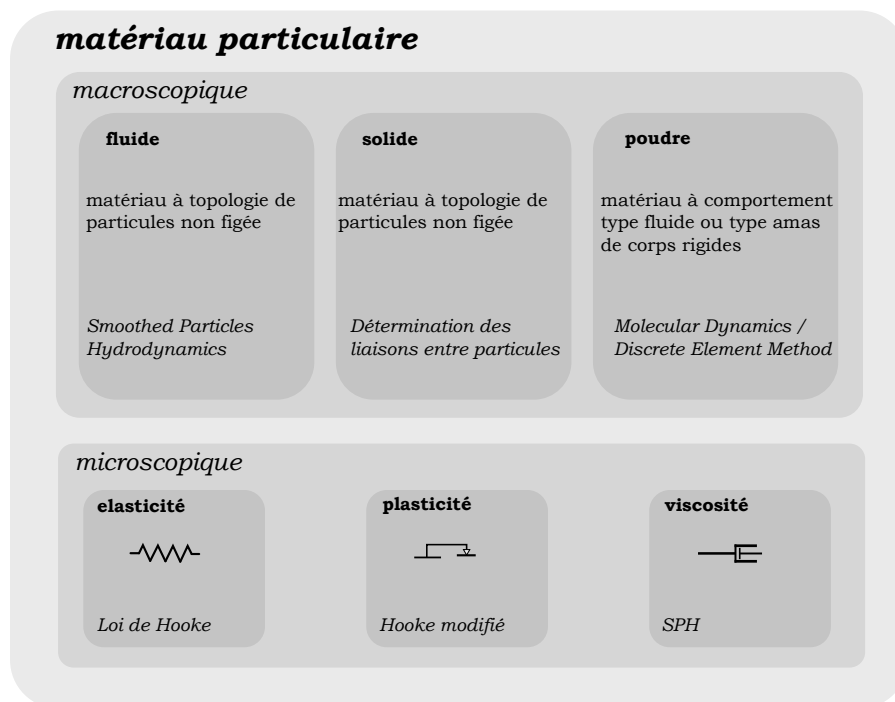 matériau particulaire
macroscopique
fluide
matériau à topologie de
particules non figée
Smoothed Particles
Hydrodynamics
solide
matériau à topologie de
particules non figée
Détermination des
liaisons entre particules
poudre
matériau à comportement
type fluide ou type amas
de corps rigides
Molecular Dynamics /
Discrete Element Method
microscopique
elasticité
Loi de Hooke
plasticité
Hooke modifié
viscosité
SPH